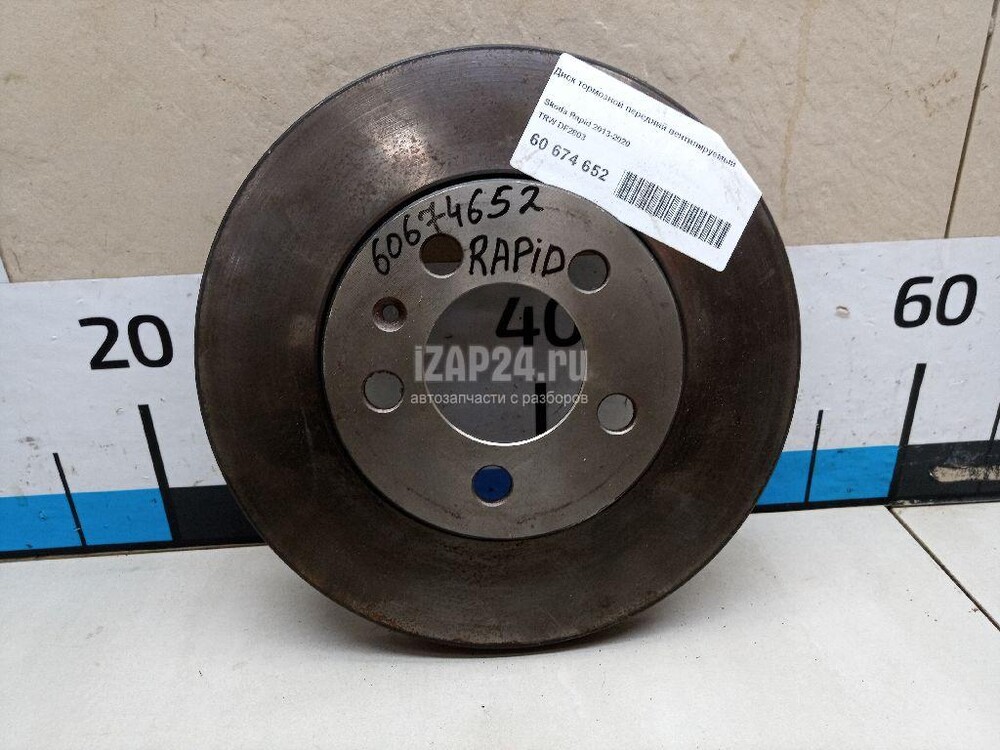 Диск тормозной передний вентилируемый
Skoda Rapid 2013-2020
TRW DF2803
60 674 652
60674652
RAPiD
20
40
60
iZAP24.ru
автозапчасти с разборов